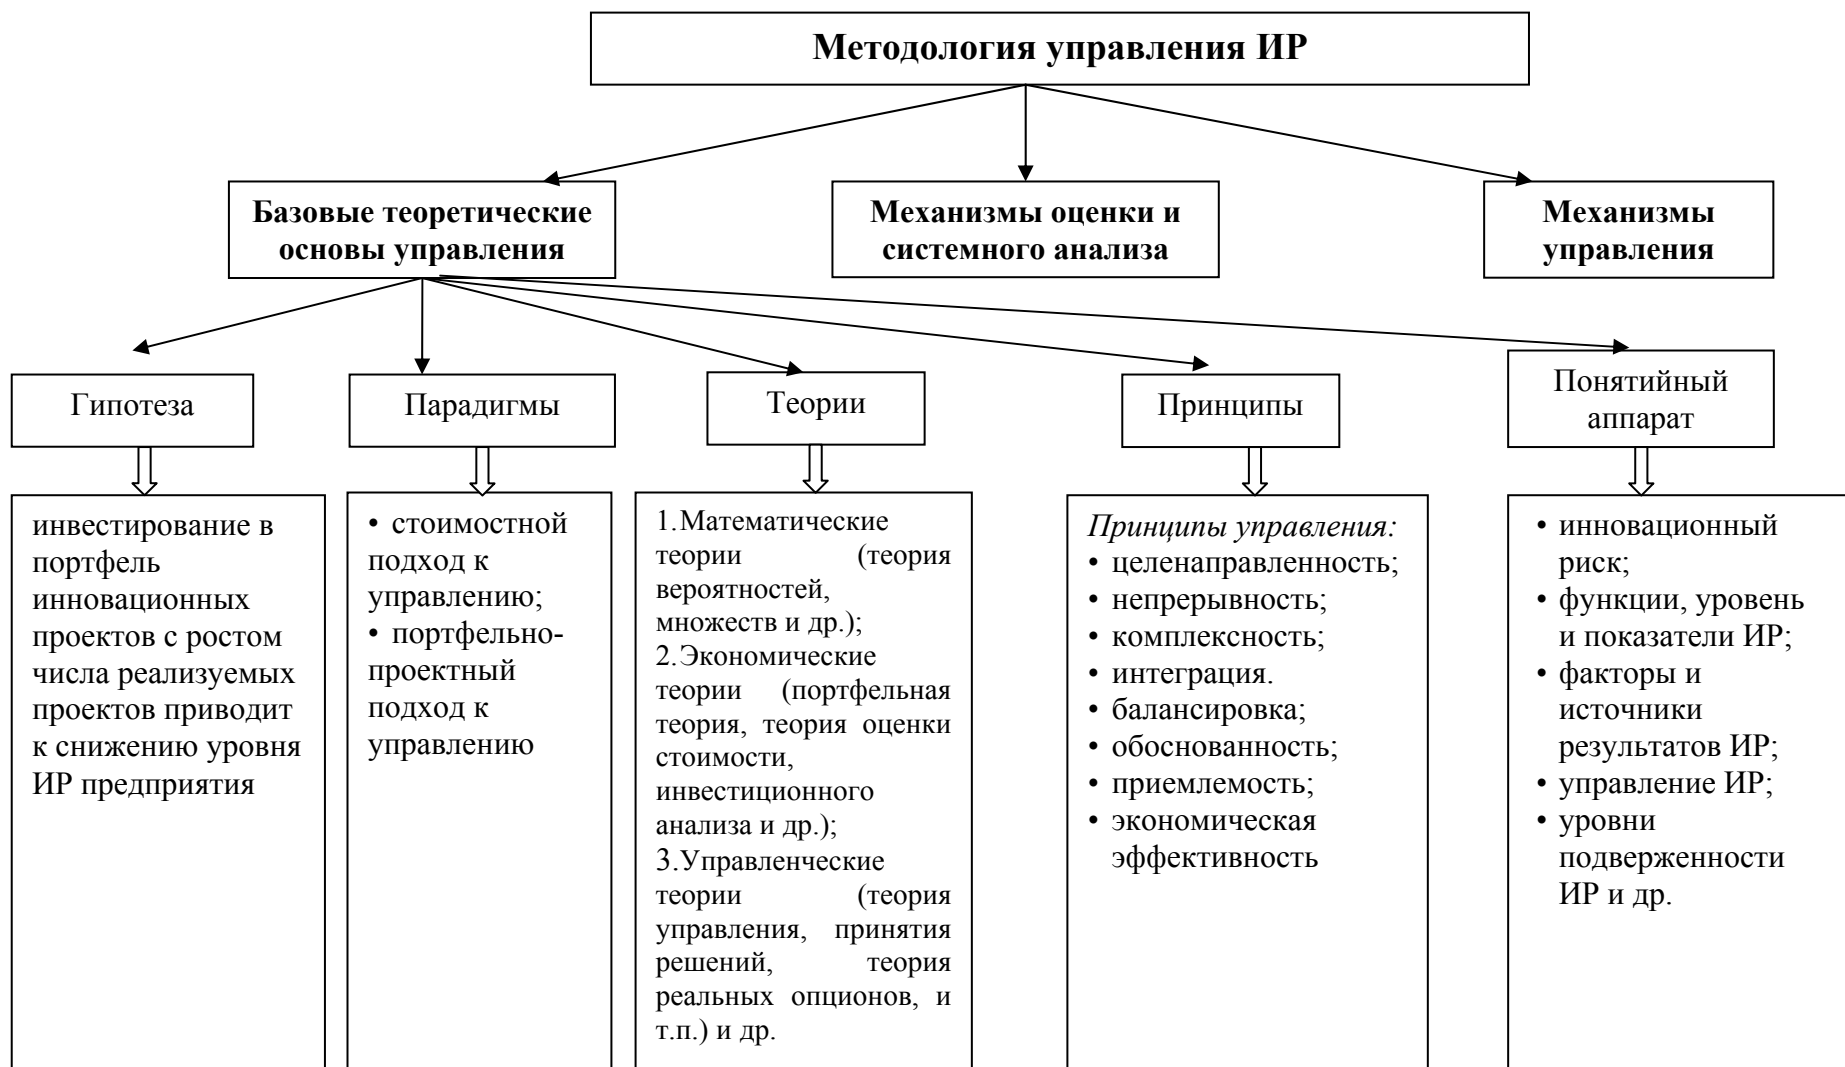 Методология управления ИР
Базовые теоретические
основы управления
Механизмы оценки и
системного анализа
Механизмы
управления
Гипотеза
Парадигмы
Теории
Принципы
Понятийный
аппарат
инвестирование в
портфель
инновационных
проектов с ростом
числа реализуемых
проектов приводит
к снижению уровня
ИР предприятия
• стоимостной
подход к
управлению;
• портфельно-
проектный
подход к
управлению
1.Математические
теории (теория
вероятностей,
множеств и др.);
2.Экономические
теории (портфельная
теория, теория оценки
стоимости,
инвестиционного
анализа и др.);
3.Управленческие
теории (теория
управления, принятия
решений, теория
реальных опционов, и
т.п.) и др.
Принципы управления:
• целенаправленность;
• непрерывность;
• комплексность;
• интеграция.
• балансировка;
• обоснованность;
• приемлемость;
• экономическая
эффективность
• инновационный
риск;
• функции, уровень
и показатели ИР;
• факторы и
источники
результатов ИР;
• управление ИР;
• уровни
подверженности
ИР и др.